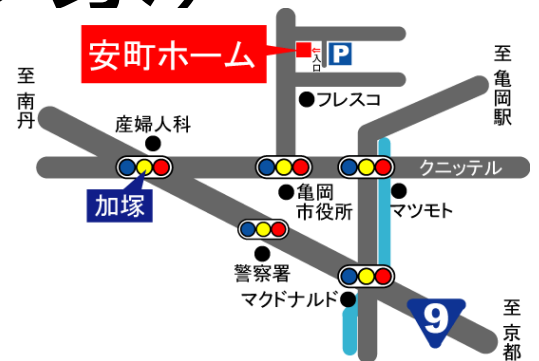 安町ホーム
入口
P
至亀岡駅
至南丹
フレスコ
産婦人科
クニッテル
加塚
亀岡
市役所
マツモト
警察署
マクドナルド
9
至京都